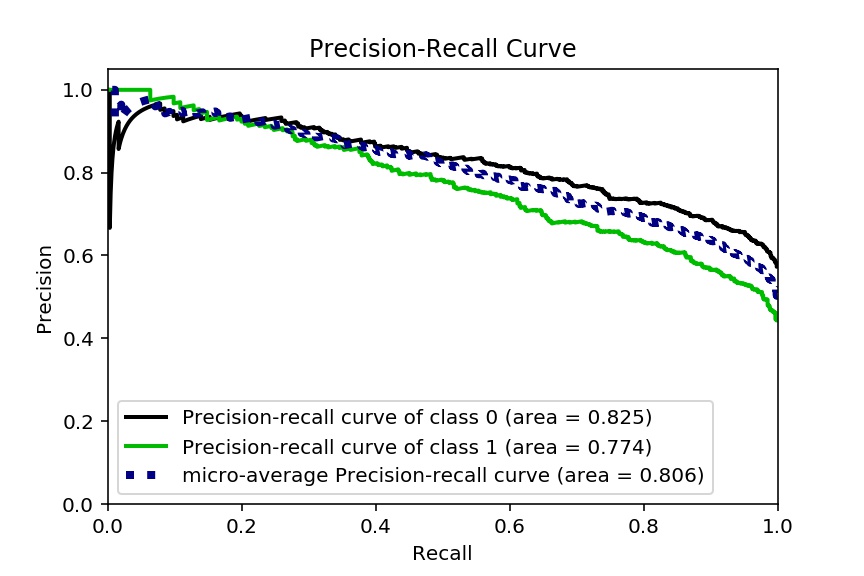 Precision-Recall Curve
1.0
0.8
0.6
0.4
0.2
0.0
Precision
Precision-recall curve of class 0 (area = 0.825)
Precision-recall curve of class 1 (area = 0.774)
micro-average Precision-recall curve (area = 0.806)
0.0 0.2 0.4 0.6 0.8 1.0
Recall